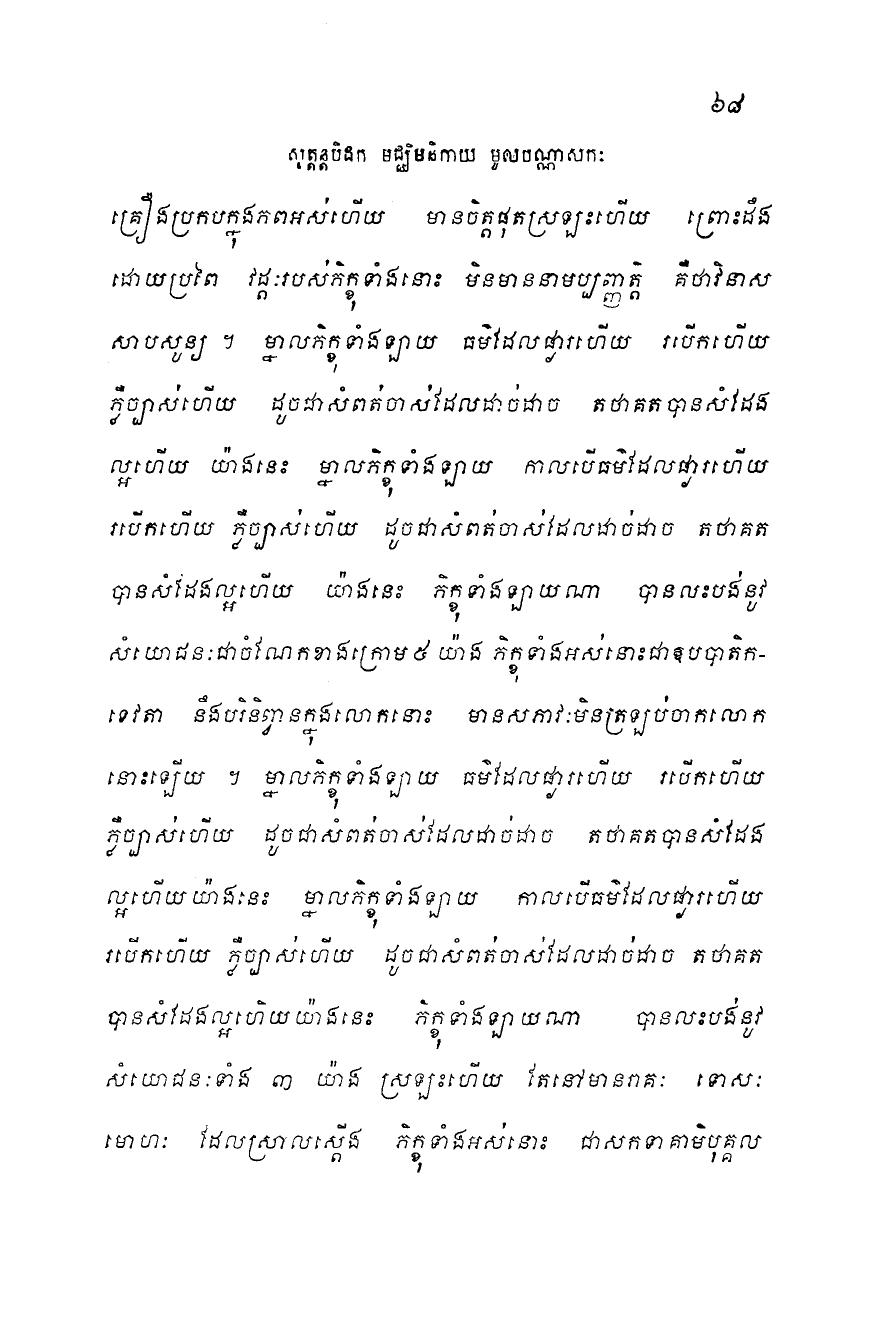 ៦៨
សុត្តន្តបិដក មជ្ឈិមនិកាយ មូលបណ្ណាសកៈ
គ្រឿងប្រកបក្នុងភពអស់ហើយ មានចិត្តផុតស្រឡះហើយ ព្រោះដឹង
ដោយប្រពៃ វដ្ដៈរបស់ភិក្ខុទាំងនោះ មិនមាននាមប្បញ្ញត្តិ គឺថាវិនាស
សាបសូន្យ ។ ម្នាលភិក្ខុទាំងឡាយ ធម៌ដែលផ្ងារហើយ របើកហើយ
ភ្លឺច្បាស់ហើយ ដូចជាសំពត់ចាស់ដែលដាច់ដាច តថាគតបានសំដែង
ល្អហើយ យ៉ាងនេះ ម្នាលភិក្ខុទាំងឡាយ កាលបើធម៌ដែលផ្ងារហើយ
របើកហើយ ភ្លឺច្បាស់ហើយ ដូចជាសំពត់ចាស់ដែលដាច់ដាច តថាគត
បានសំដែងល្អហើយ យ៉ាងនេះ ភិក្ខុទាំងឡាយណា បានលះបង់នូវ
សំយោជនៈជាចំណែកខាងក្រោម ៥ យ៉ាង ភិក្ខុទាំងអស់នោះជាឧបបាតិក-
ទេវតា នឹងបរិនិព្វានក្នុងលោកនោះ មានសភាវៈមិនត្រឡប់ចាកលោក
នោះឡើយ ។ ម្នាលភិក្ខុទាំងឡាយ ធម៌ដែលផ្ងារហើយ របើកហើយ
ភ្លឺច្បាស់ហើយ ដូចជាសំពត់ចាស់ដែលដាច់ដាច តថាគតបានសំដែង
ល្អហើយយ៉ាងនេះ ម្នាលភិក្ខុទាំងឡាយ កាលបើធម៌ដែលផ្ងារហើយ
របើកហើយ ភ្លឺច្បាស់ហើយ ដូចជាសំពត់ចាស់ដែលដាច់ដាច តថាគត
បានសំដែងល្អហើយយ៉ាងនេះ ភិក្ខុទាំងឡាយណា បានលះបង់នូវ
សំយោជនៈទាំង ៣ យ៉ាង ស្រឡះហើយ តែនៅមានរាគៈ ទោសៈ
មោហៈ ដែលស្រាលស្ដើង ភិក្ខុទាំងអស់នោះ ជាសកទាគាមិបុគ្គល